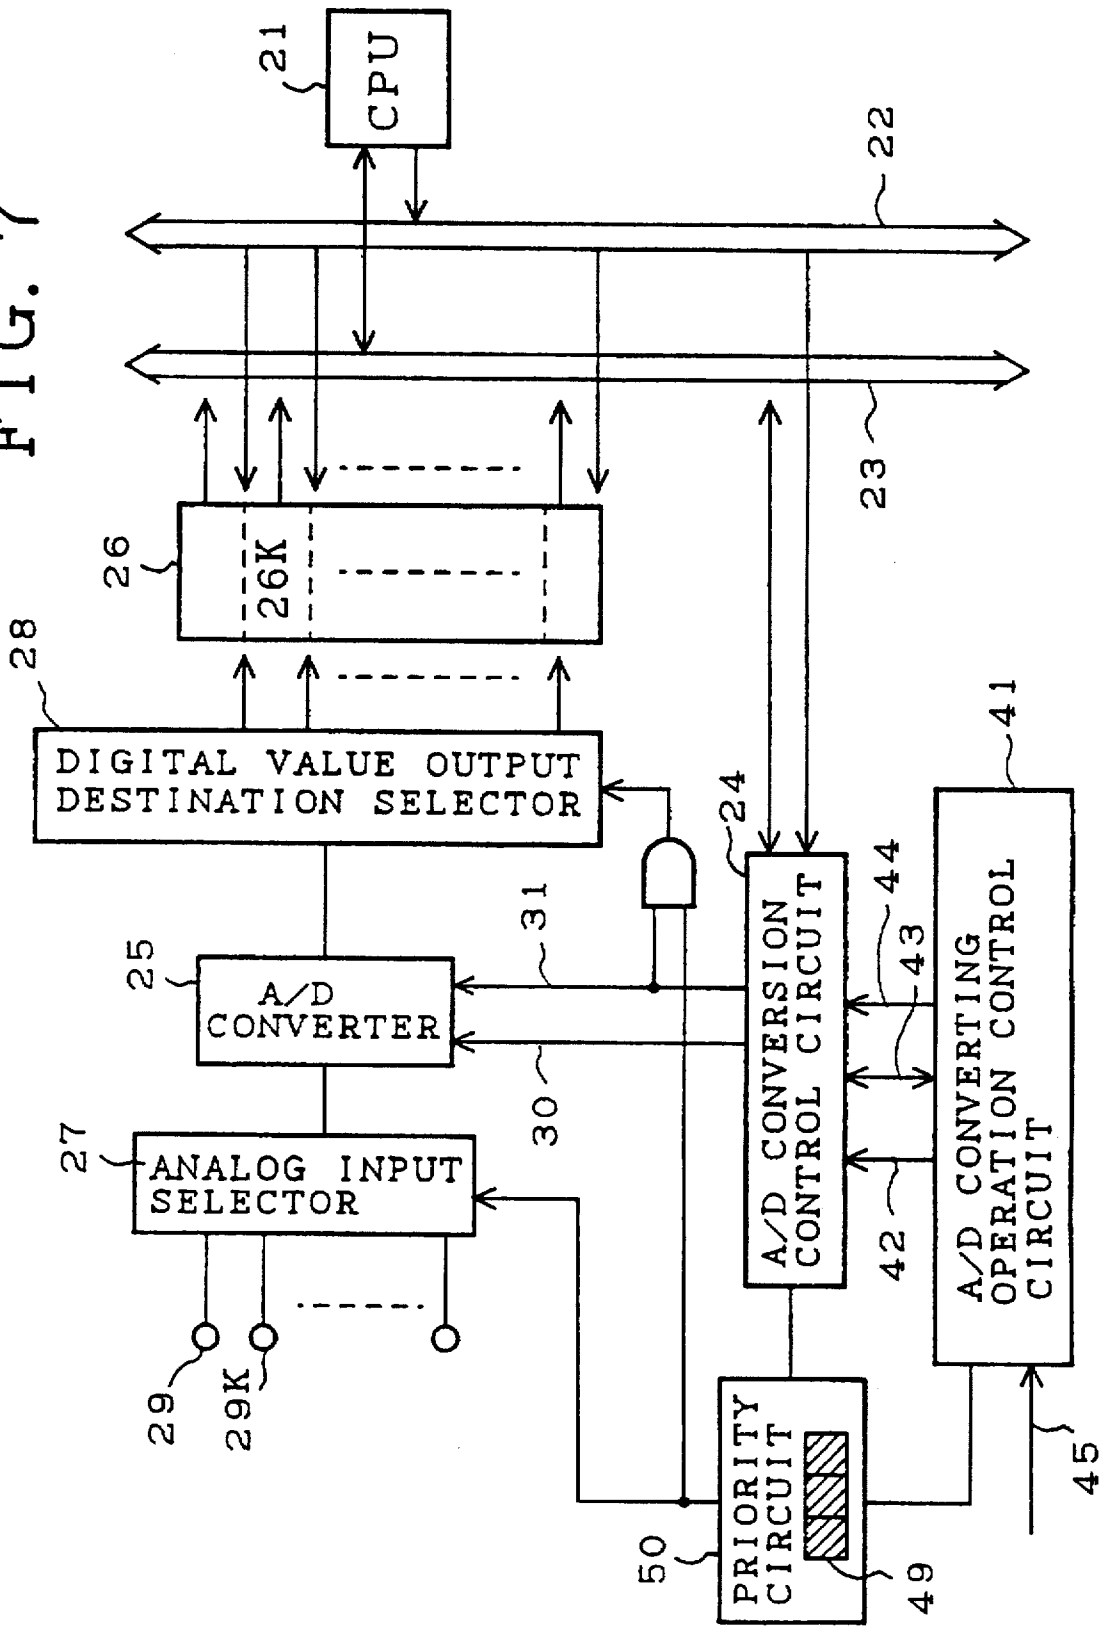 FIG. 7
29
29K
27
ANALOG INPUT
SELECTOR
25
A/D
CONVERTER
28
DIGITAL VALUE OUTPUT
DESTINATION SELECTOR
26
26K
21
CPU
22
23
30
31
50
PRIORITY
CIRCUIT
49
24
A/D CONVERSION
CONTROL CIRCUIT
42
43
44
41
A/D CONVERTING
OPERATION CONTROL
CIRCUIT
45